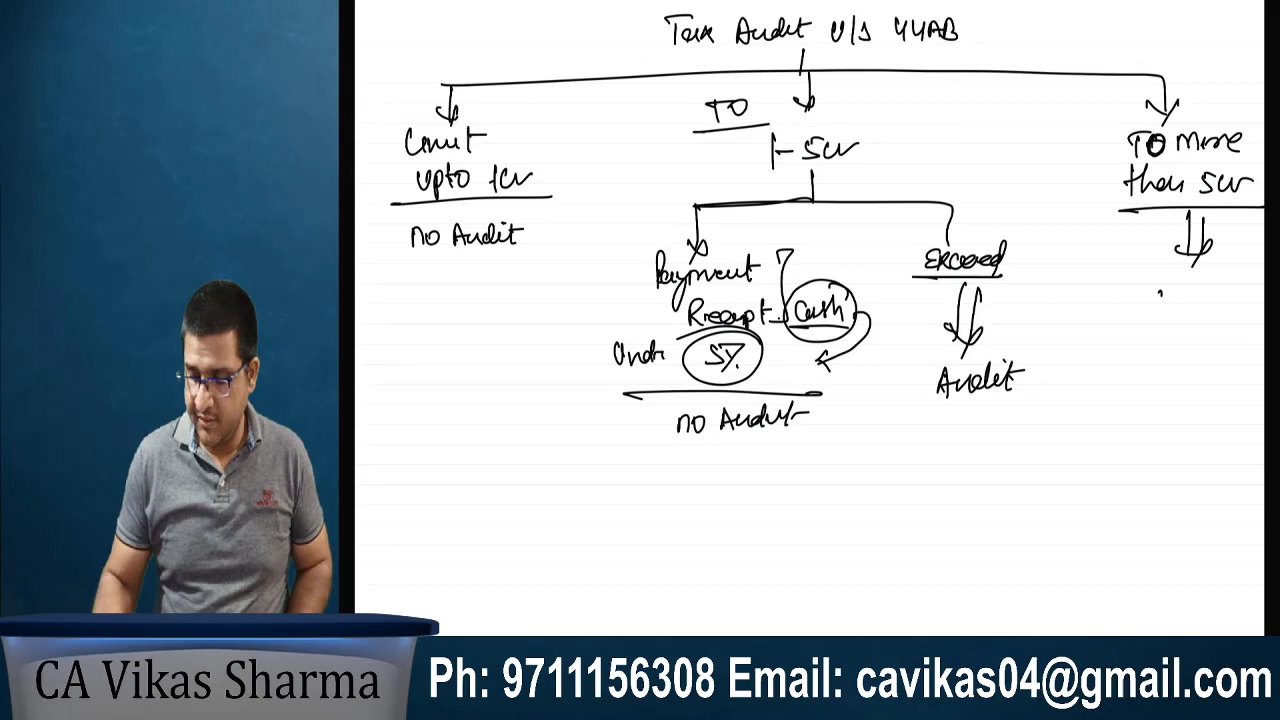 Tax Audit U/s 44AB
Limit
upto 1cr
no Audit
TO
1-5cr
Payment
Receipt
Cash
Under
5%
no Audit
Exceed
Audit
TO More
than 5cr
CA Vikas Sharma
Ph: 9711156308 Email: cavikas04@gmail.com